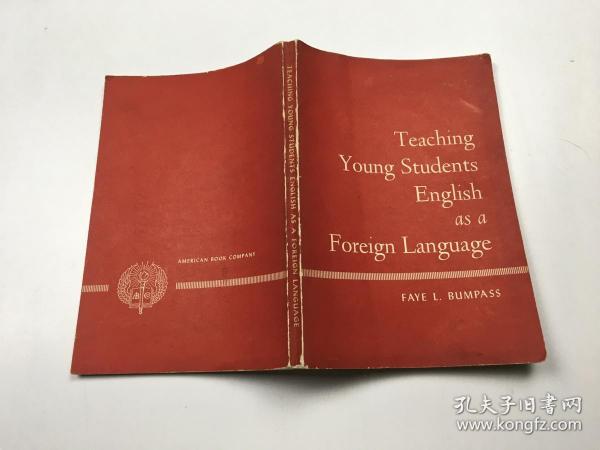 AMERICAN BOOK COMPANY
TEACHING YOUNG STUDENTS ENGLISH AS A FOREIGN LANGUAGE
Teaching
Young Students
English
as a
Foreign Language
FAYE L. BUMPASS
孔夫子旧书网
www.kongfz.com